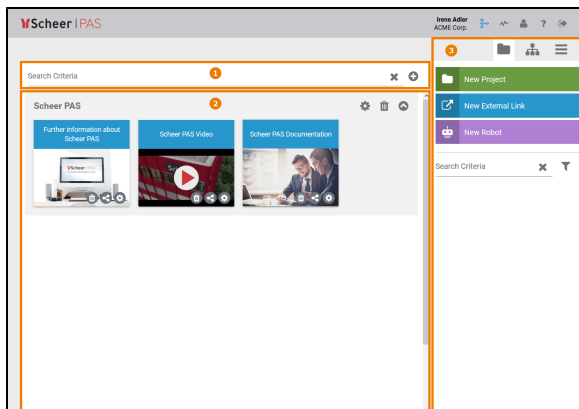 Scheer | PAS
Irene Adler
ACME Corp.
?
Search Criteria
1
3
New Project
New External Link
New Robot
Search Criteria
2
Scheer PAS
Further information about
Scheer PAS
Scheer PAS Video
Scheer PAS Documentation
Scheer | PAS